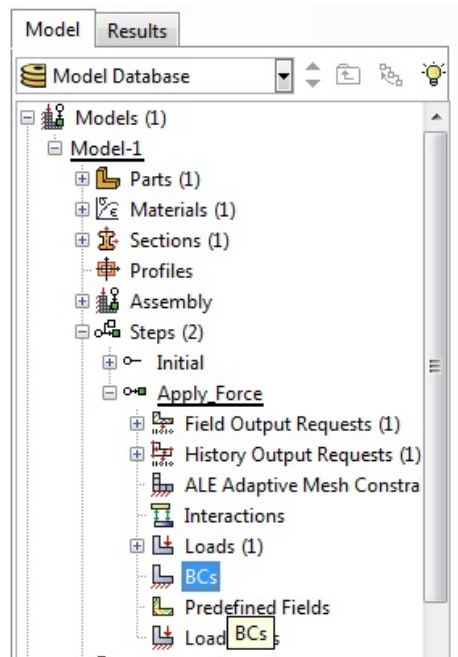 Model Results
Model Database
Models (1)
Model-1
Parts (1)
Materials (1)
Sections (1)
Profiles
Assembly
Steps (2)
Initial
Apply_Force
Field Output Requests (1)
History Output Requests (1)
ALE Adaptive Mesh Constra
Interactions
Loads (1)
BCs
Predefined Fields
Load BCs s